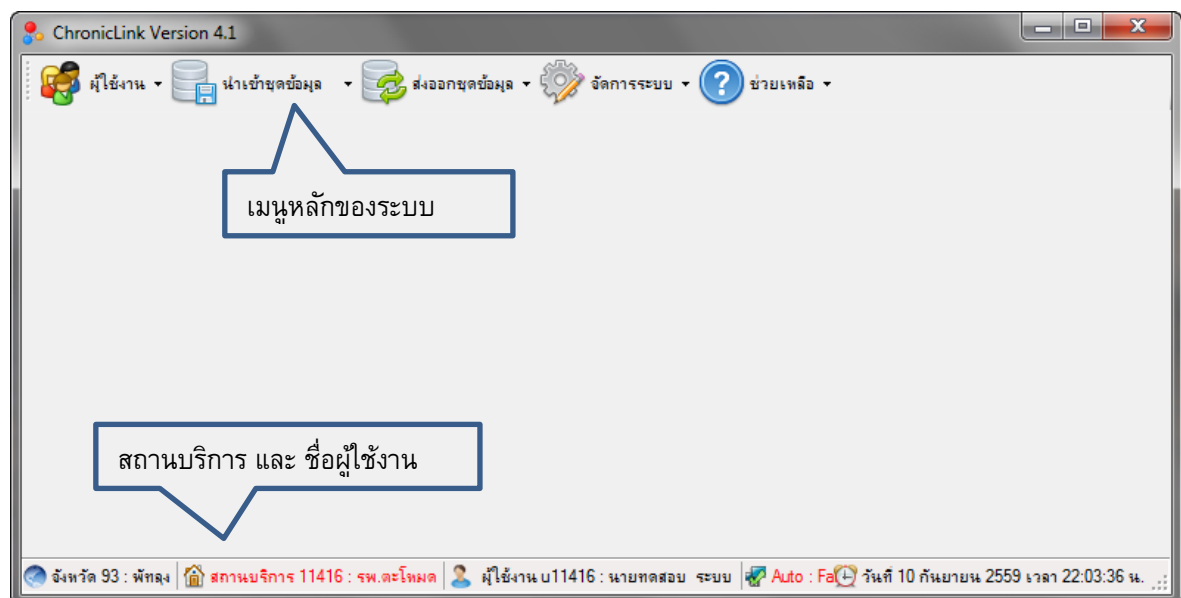 ChronicLink Version 4.1
ผู้ใช้งาน นำเข้าชุดข้อมูล ส่งออกชุดข้อมูล จัดการระบบ ช่วยเหลือ
เมนูหลักของระบบ
สถานบริการ และ ชื่อผู้ใช้งาน
จังหวัด 93 : พัทลุง สถานบริการ 11416 : รพ.ตะโหมด ผู้ใช้งาน u11416 : นายทดสอบ ระบบ Auto : Fa วันที่ 10 กันยายน 2559 เวลา 22:03:36 น.